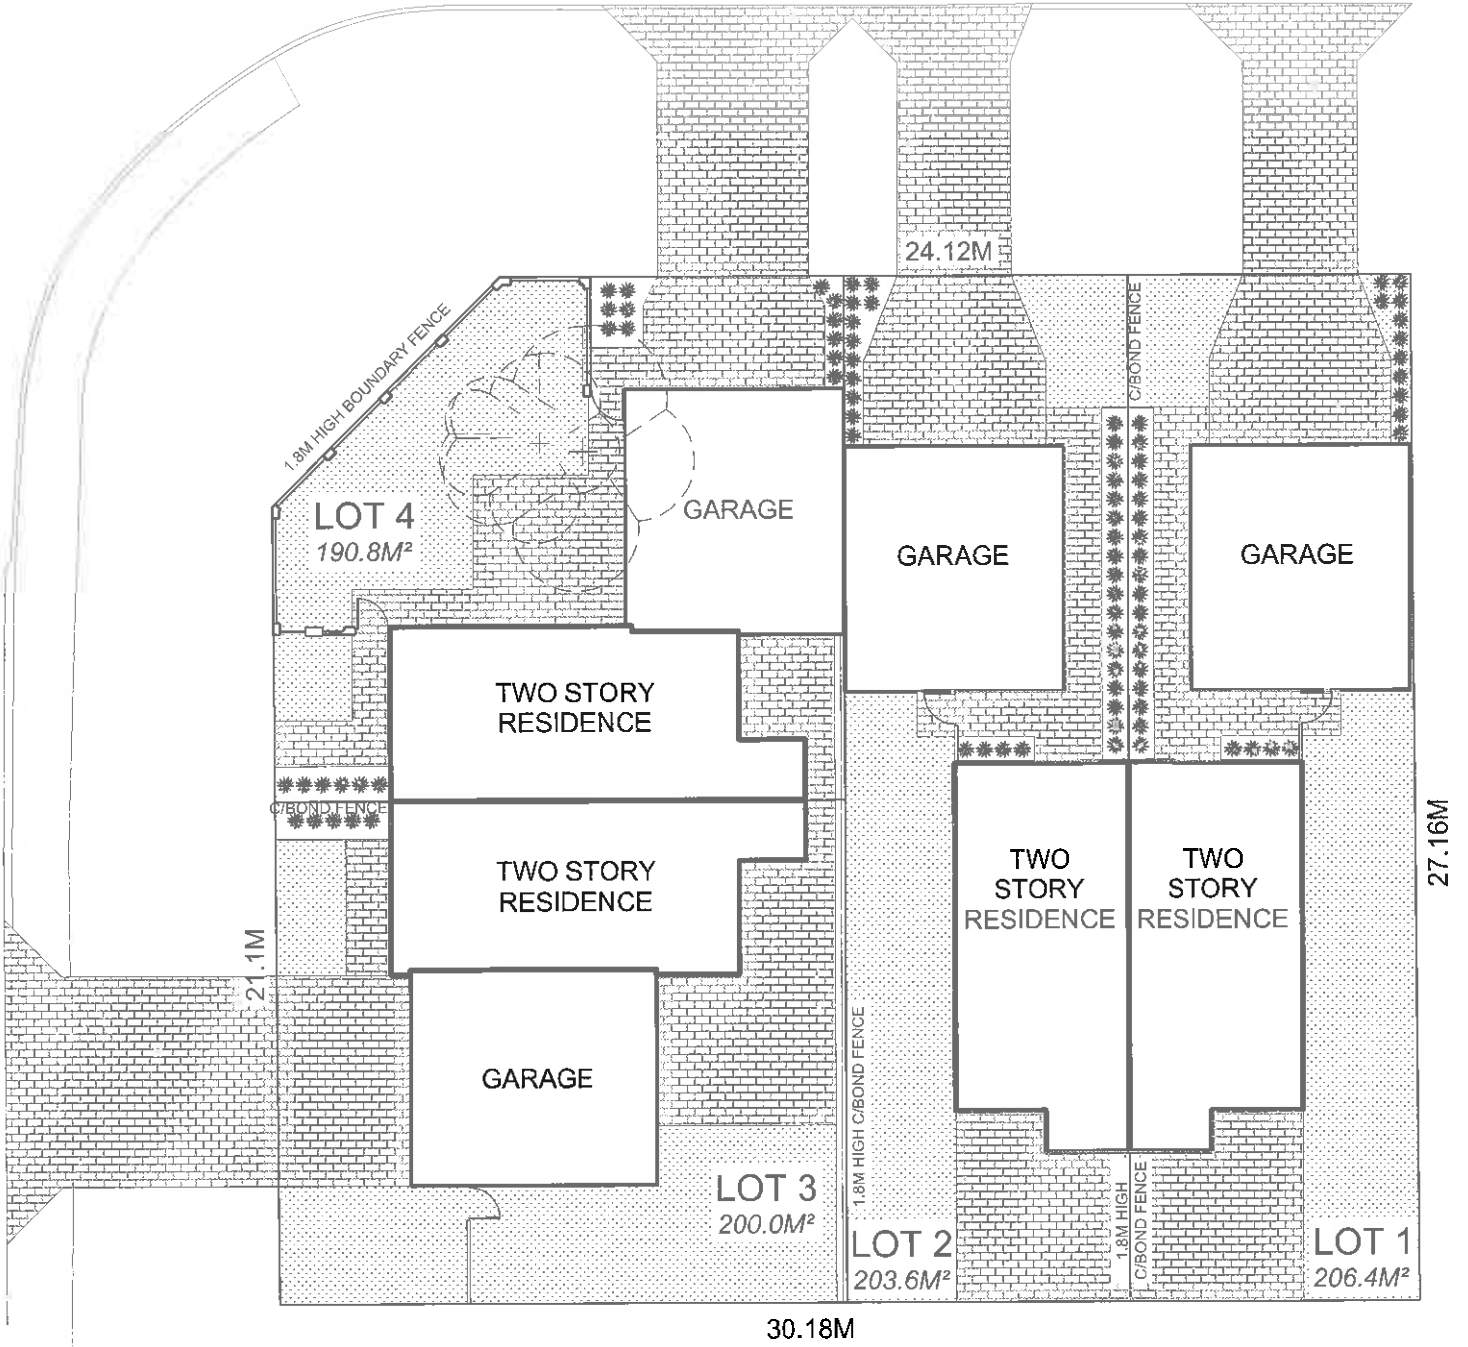 24.12M
C/BOND FENCE
1.8M HIGH BOUNDARY FENCE
LOT 4
190.8M²
GARAGE
GARAGE
GARAGE
TWO STORY
RESIDENCE
C/BOND FENCE
TWO STORY
RESIDENCE
TWO
STORY
RESIDENCE
TWO
STORY
RESIDENCE
27.16M
21.1M
GARAGE
1.8M HIGH C/BOND FENCE
LOT 3
200.0M²
LOT 2
203.6M²
1.8M HIGH
C/BOND FENCE
LOT 1
206.4M²
30.18M